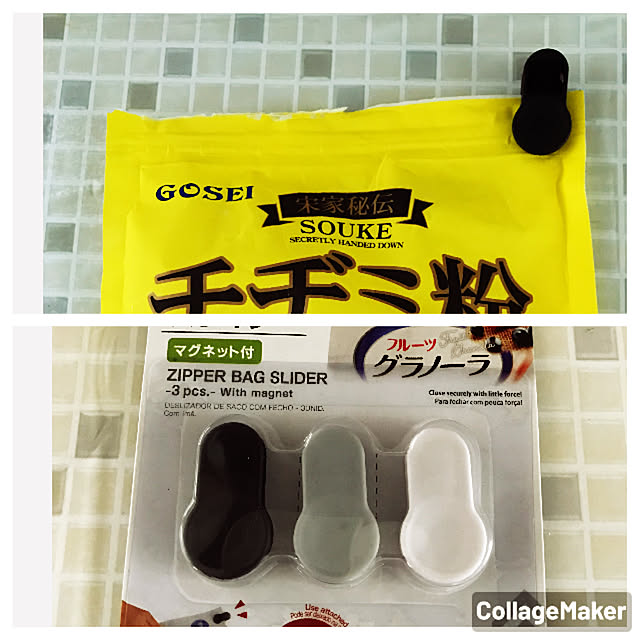 GOSEI
宋家秘伝
SOUKE
SECRETLY HANDED DOWN
チヂミ粉
マグネット付
ZIPPER BAG SLIDER
-3 pcs.- With magnet
DESLIZADOR DE SACO COM FECHO - 3UNID.
Com ímã.
フルーツ
グラノーラ
Close securely with little force!
Para fechar com pouca força!
Use attached
CollageMaker